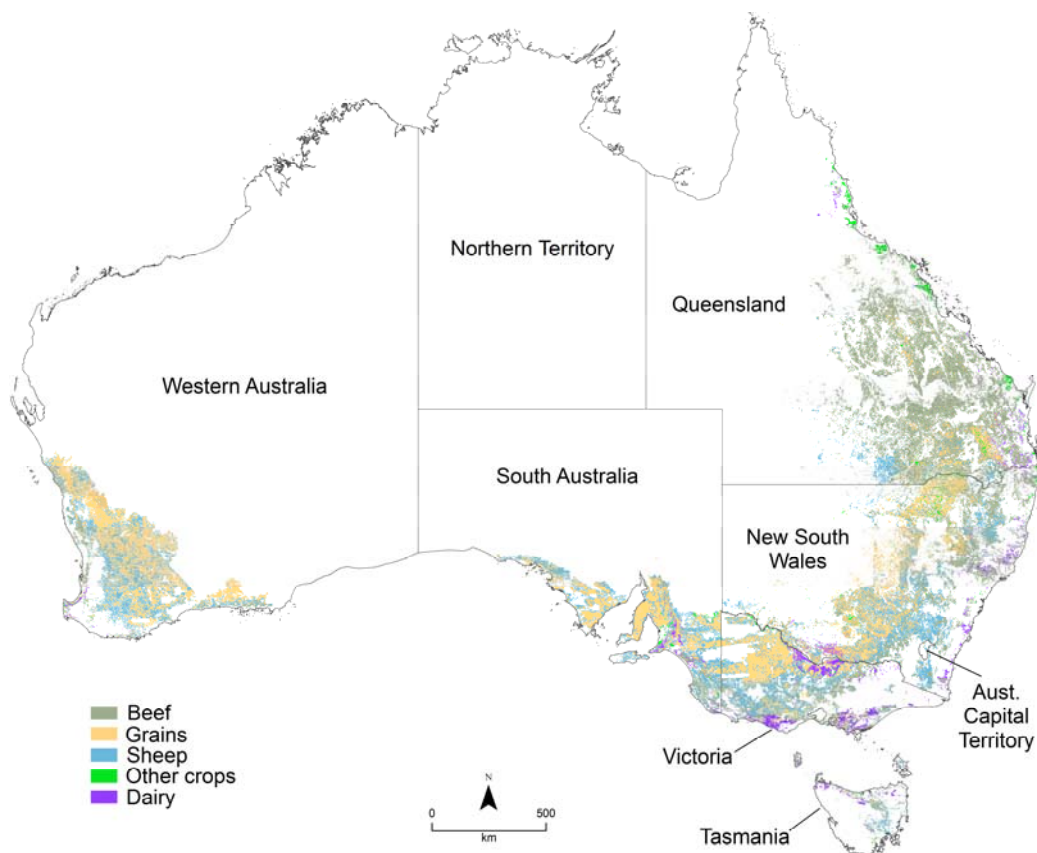 Northern Territory
Queensland
Western Australia
South Australia
New South
Wales
Aust.
Capital
Territory
Victoria
Tasmania
Beef
Grains
Sheep
Other crops
Dairy
N
0 500
km